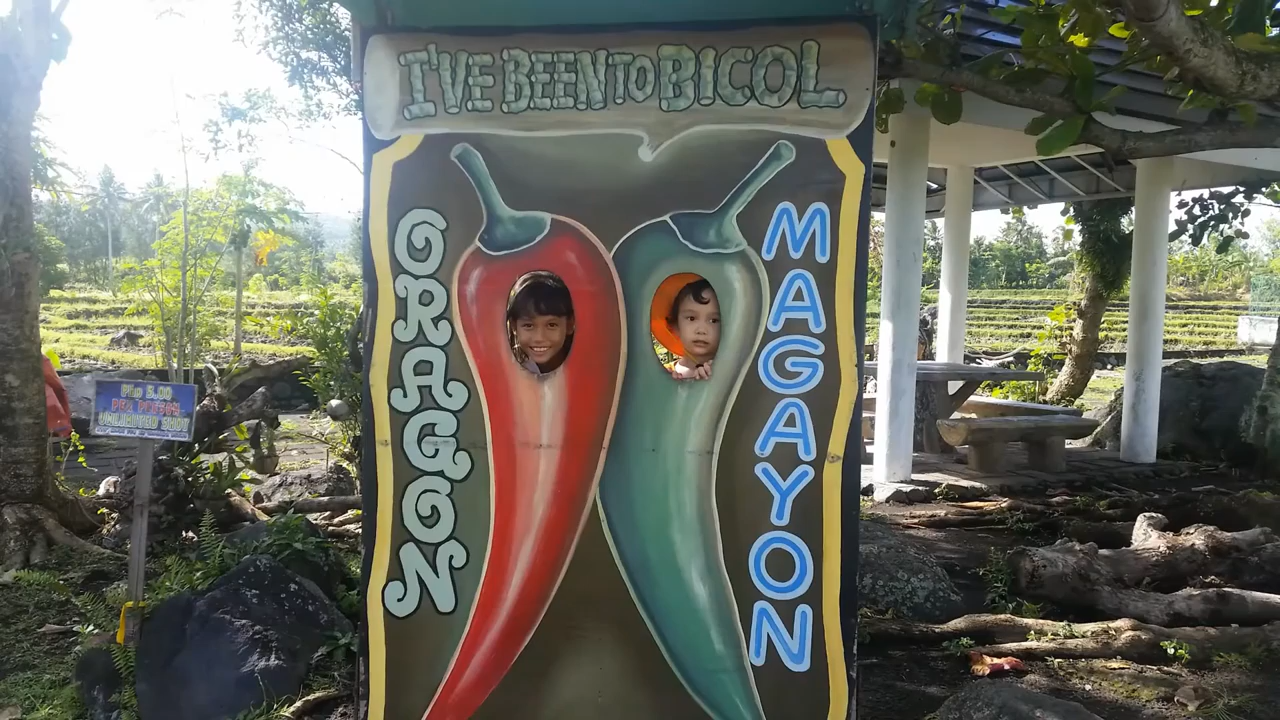 I'VE BEEN TO BICOL
ORAGON
MAGAYON
PhP 5.00
PER PERSON
UNLIMITED SHOT